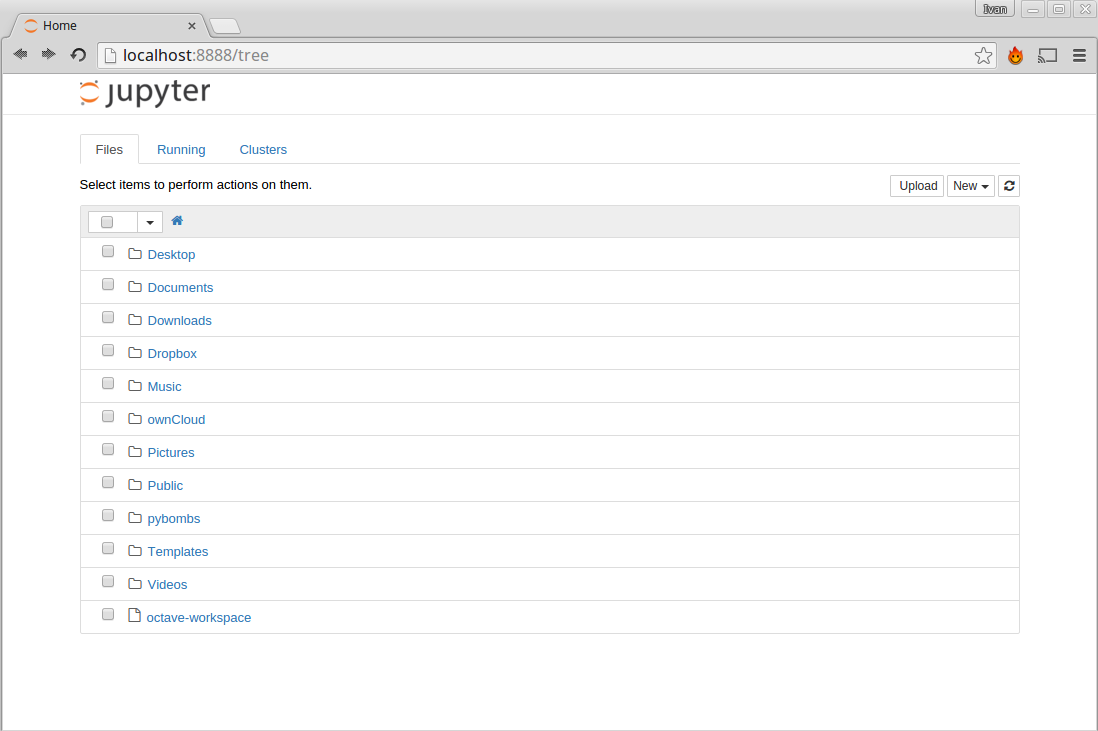 Ivan
Home
localhost:8888/tree
jupyter
Files Running Clusters
Select items to perform actions on them. Upload New
Desktop
Documents
Downloads
Dropbox
Music
ownCloud
Pictures
Public
pybombs
Templates
Videos
octave-workspace